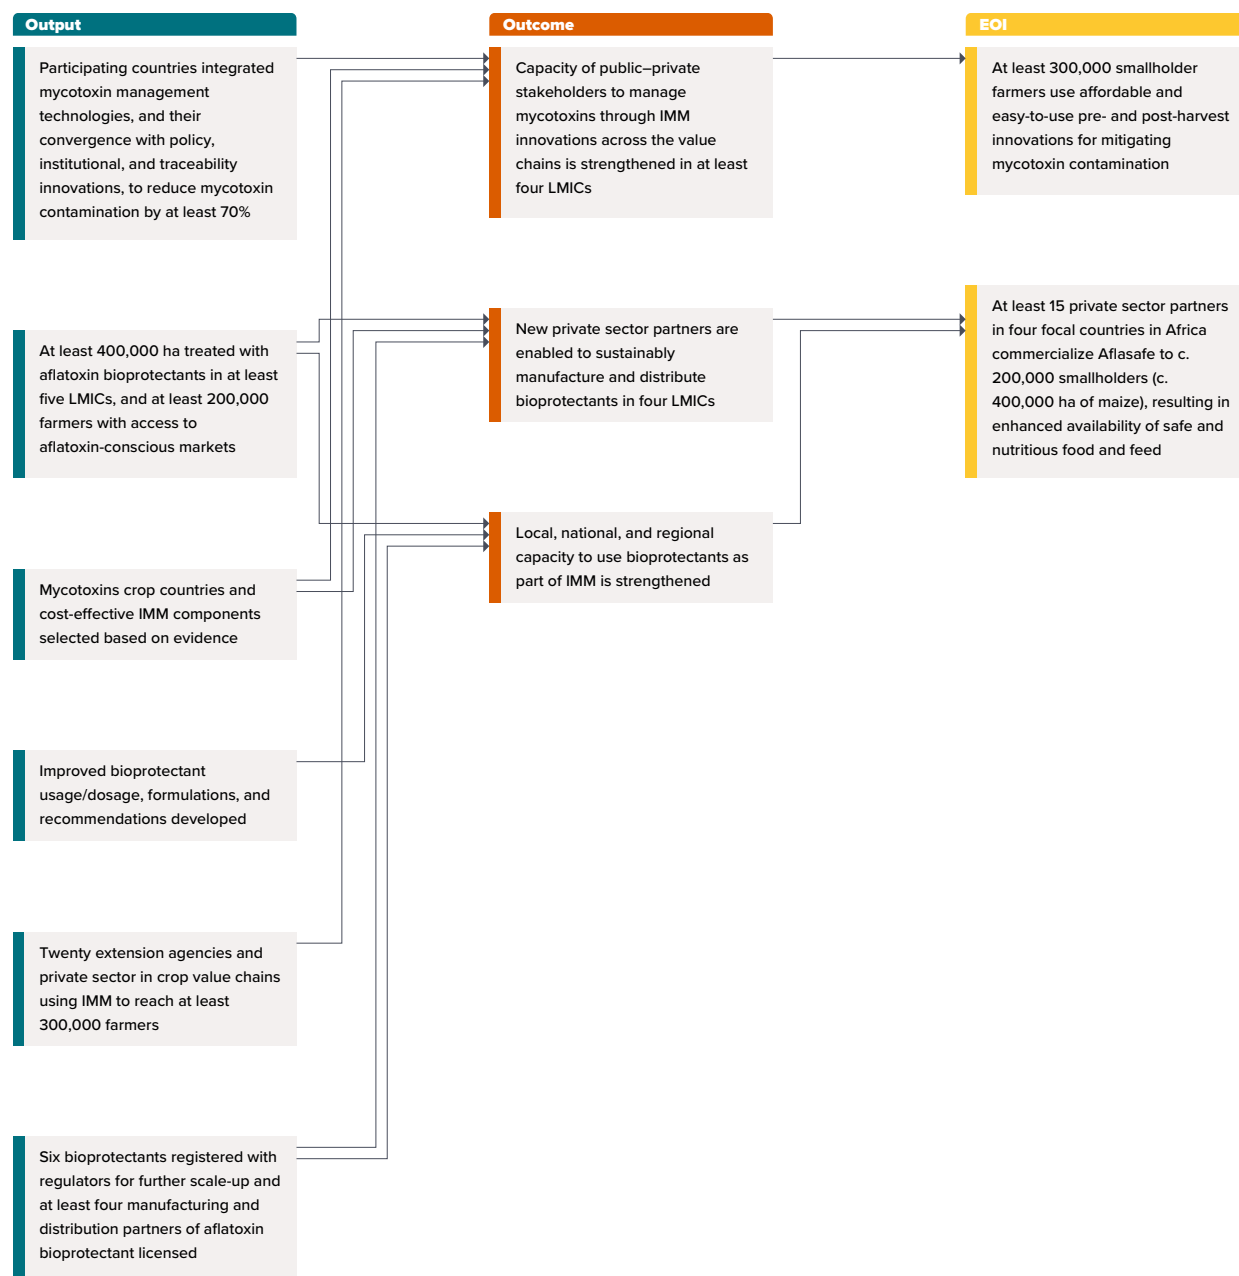 Output
Participating countries integrated
mycotoxin management
technologies, and their
convergence with policy,
institutional, and traceability
innovations, to reduce mycotoxin
contamination by at least 70%
At least 400,000 ha treated with
aflatoxin bioprotectants in at least
five LMICs, and at least 200,000
farmers with access to
aflatoxin-conscious markets
Mycotoxins crop countries and
cost-effective IMM components
selected based on evidence
Improved bioprotectant
usage/dosage, formulations, and
recommendations developed
Twenty extension agencies and
private sector in crop value chains
using IMM to reach at least
300,000 farmers
Six bioprotectants registered with
regulators for further scale-up and
at least four manufacturing and
distribution partners of aflatoxin
bioprotectant licensed
Outcome
Capacity of public–private
stakeholders to manage
mycotoxins through IMM
innovations across the value
chains is strengthened in at least
four LMICs
New private sector partners are
enabled to sustainably
manufacture and distribute
bioprotectants in four LMICs
Local, national, and regional
capacity to use bioprotectants as
part of IMM is strengthened
EOI
At least 300,000 smallholder
farmers use affordable and
easy-to-use pre- and post-harvest
innovations for mitigating
mycotoxin contamination
At least 15 private sector partners
in four focal countries in Africa
commercialize Aflasafe to c.
200,000 smallholders (c.
400,000 ha of maize), resulting in
enhanced availability of safe and
nutritious food and feed